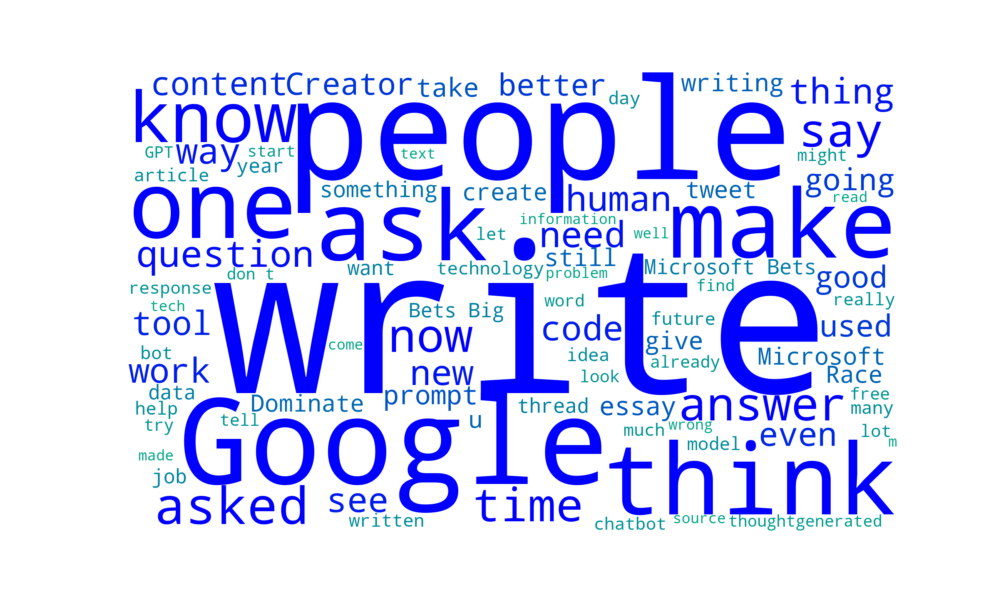 content Creator take better writing thing
know people day say
GPT way start text might
article year going
one something create human tweet read
ask information make
question let need well
don t want technology still problem Microsoft Bets good
response write find really
tech word
tool Bets Big code future used
come now give
bot idea already Microsoft
work new look Race
data prompt free
help Dominate thread essay answer many
try tell u wrong
Google much model even lot m
made think
job
asked see time
written chatbot source thought generated